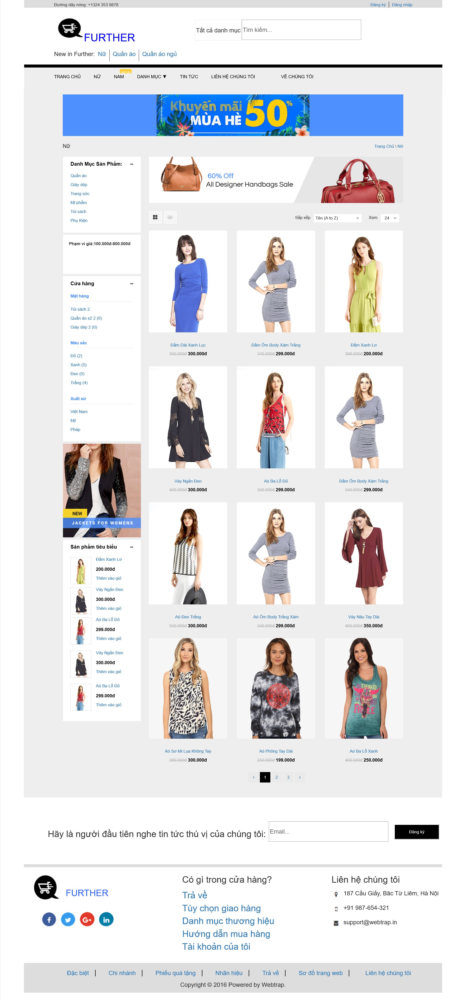 Đường dây nóng: +1324 353 9878
Đăng ký
Đăng nhập
FURTHER
Tất cả danh mục
Tìm kiếm...
New in Further: Nữ Quần áo Quần áo ngủ
NEW
TRANG CHỦ NỮ NAM DANH MỤC ▼ TIN TỨC LIÊN HỆ CHÚNG TÔI VỀ CHÚNG TÔI
Khuyến mãi
MÙA HÈ
50%
Nữ
Trang Chủ \ Nữ
Danh Mục Sản Phẩm: –
Quần áo
Giày dép
Trang sức
Mĩ phẩm
Túi sách
Phụ Kiện
Phạm vi giá:100.000đ-800.000đ
Cửa hàng –
Mặt hàng
Túi sách 2
Quần áo x2 2 (0)
Giày dép 2 (0)
Màu sắc
Đỏ (2)
Xanh (5)
Đen (0)
Trắng (4)
Xuất sứ
Việt Nam
Mỹ
Pháp
NEW
JACKETS FOR WOMENS
Sản phẩm tiêu biểu –
Đầm Xanh Lơ
200.000đ
Thêm vào giỏ
Váy Ngắn Đen
300.000đ
Thêm vào giỏ
Aó Ba Lỗ Đỏ
299.000đ
Thêm vào giỏ
Váy Ngắn Đen
300.000đ
Thêm vào giỏ
Aó Ba Lỗ Đỏ
299.000đ
Thêm vào giỏ
60% Off
All Designer Handbags Sale
Sắp xếp Tên (A to Z) Xem 24
Đầm Dài Xanh Lục
400.000đ 300.000đ
Đầm Ôm Body Xám Trắng
340.000đ 299.000đ
Đầm Xanh Lơ
399.000đ 200.000đ
Váy Ngắn Đen
400.000đ 300.000đ
Aó Ba Lỗ Đỏ
350.000đ 299.000đ
Đầm Ôm Body Xám Trắng
340.000đ 299.000đ
Aó Đen Trắng
500.000đ 300.000đ
Aó Ôm Body Trắng Xám
340.000đ 299.000đ
Váy Nâu Tay Dài
450.000đ 350.000đ
VANS
FORWARD
WILD
AND
FREE
Aó Sơ Mi Lụa Không Tay
360.000đ 300.000đ
Aó Phông Tay Dài
250.000đ 199.000đ
Aó Ba Lỗ Xanh
400.000đ 250.000đ
‹ 1 2 3 ›
Hãy là người đầu tiên nghe tin tức thú vị của chúng tôi:
Email...
Đăng ký
FURTHER
f
G+
in
Có gì trong cửa hàng?
Trả về
Tùy chọn giao hàng
Danh mục thương hiệu
Hướng dẫn mua hàng
Tài khoản của tôi
Liên hệ chúng tôi
187 Cầu Giấy, Băc Từ Liêm, Hà Nội
+91 987-654-321
support@webtrap.in
Đặc biệt
Chi nhánh
Phiếu quà tặng
Nhãn hiệu
Trả về
Sơ đồ trang web
Liên hệ chúng tôi
Copyright © 2016 Powered by Webtrap.